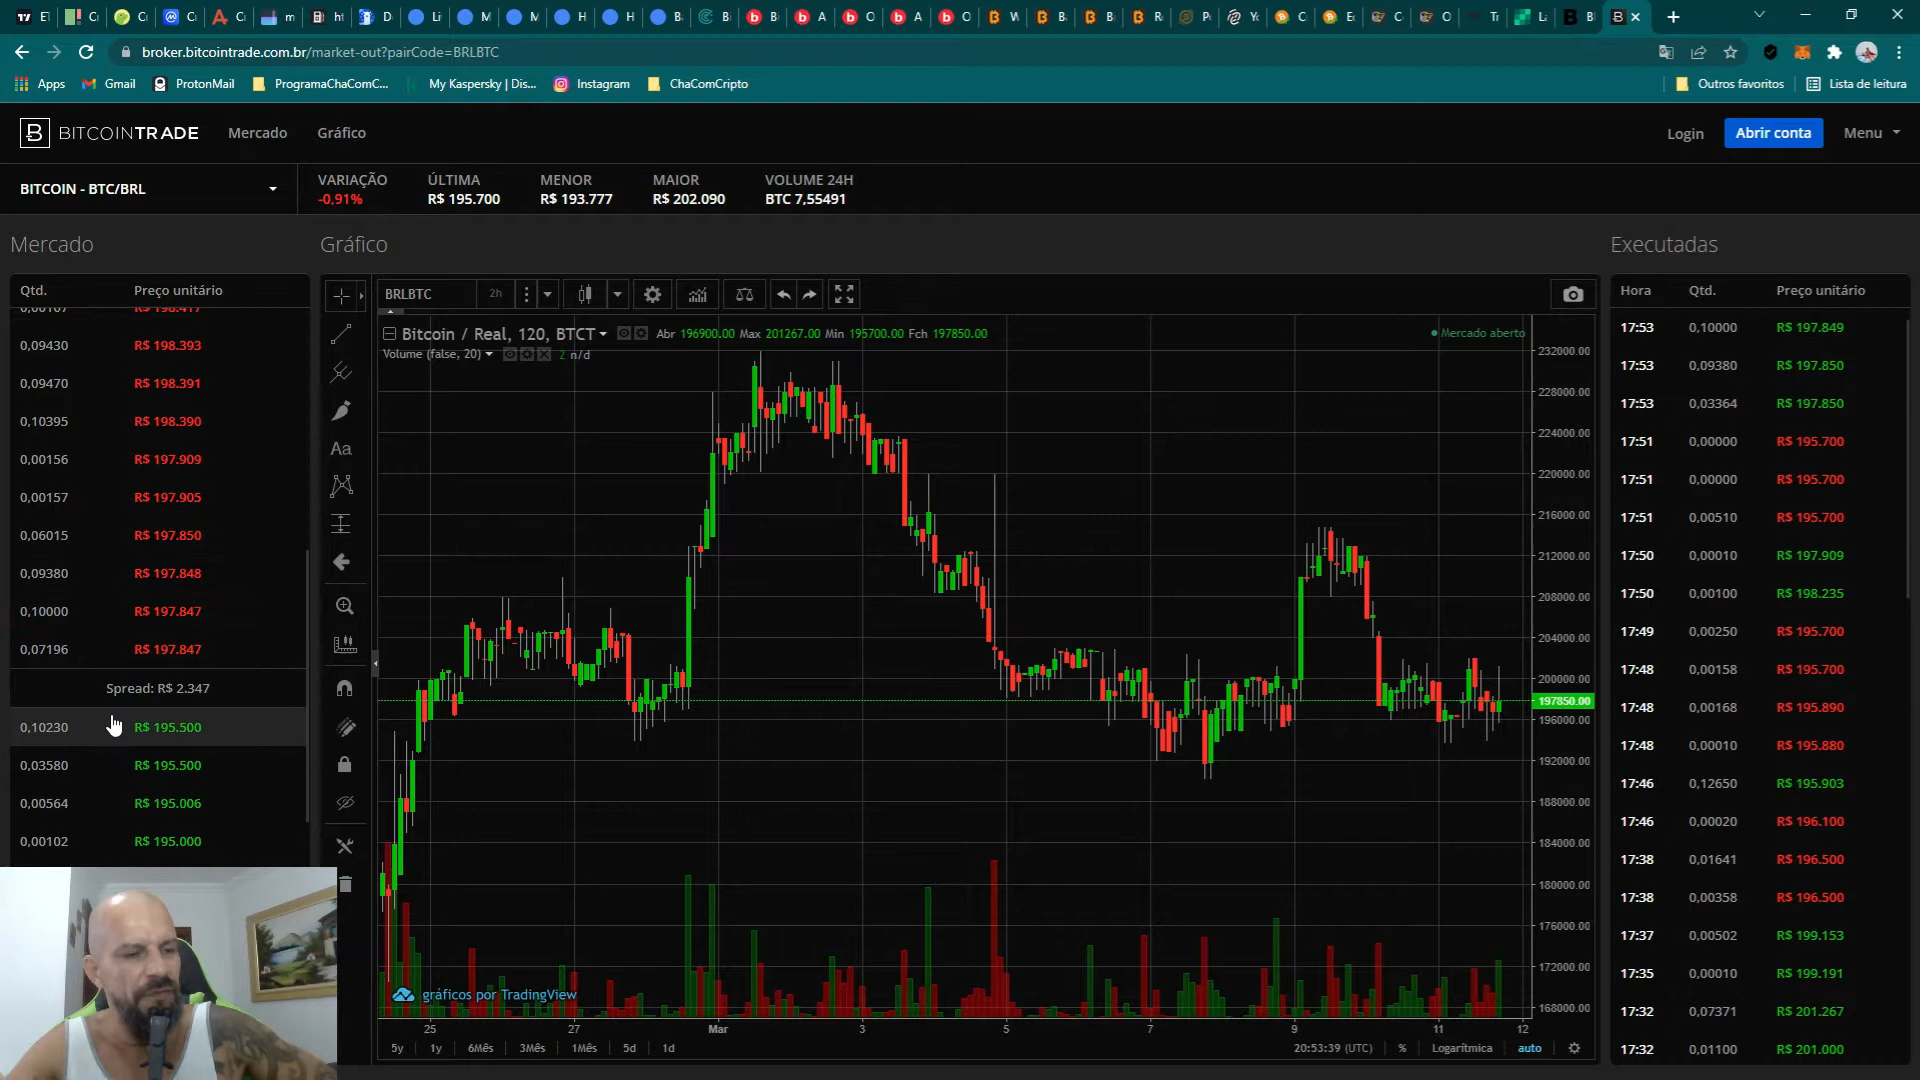 broker.bitcointrade.com.br/market-out?pairCode=BRLBTC
Apps Gmail ProtonMail ProgramaChaComC... My Kaspersky | Dis... Instagram ChaComCripto Outros favoritos Lista de leitura
BITCOINTRADE Mercado Gráfico Login Abrir conta Menu
BITCOIN - BTC/BRL
VARIAÇÃO ÚLTIMA MENOR MAIOR VOLUME 24H
-0,91% R$ 195.700 R$ 193.777 R$ 202.090 BTC 7,55491
Mercado
Qtd. Preço unitário
0,09430 R$ 198.393
0,09470 R$ 198.391
0,10395 R$ 198.390
0,00156 R$ 197.909
0,00157 R$ 197.905
0,06015 R$ 197.850
0,09380 R$ 197.848
0,10000 R$ 197.847
0,07196 R$ 197.847
Spread: R$ 2.347
0,10230 R$ 195.500
0,03580 R$ 195.500
0,00564 R$ 195.006
0,00102 R$ 195.000
Gráfico
BRLBTC 2h
Aa
Bitcoin / Real, 120, BTCT Abr 196900.00 Max 201267.00 Min 195700.00 Fch 197850.00
Mercado aberto
Volume (false, 20) 2 n/d
232000.00
228000.00
224000.00
220000.00
216000.00
212000.00
208000.00
204000.00
200000.00
197850.00
196000.00
192000.00
188000.00
184000.00
180000.00
176000.00
172000.00
168000.00
gráficos por TradingView
25 27 Mar 3 5 7 9 11 12
5y 1y 6Mês 3Mês 1Mês 5d 1d 20:53:39 (UTC) % Logarítmica auto
Executadas
Hora Qtd. Preço unitário
17:53 0,10000 R$ 197.849
17:53 0,09380 R$ 197.850
17:53 0,03364 R$ 197.850
17:51 0,00000 R$ 195.700
17:51 0,00000 R$ 195.700
17:51 0,00510 R$ 195.700
17:50 0,00010 R$ 197.909
17:50 0,00100 R$ 198.235
17:49 0,00250 R$ 195.700
17:48 0,00158 R$ 195.700
17:48 0,00168 R$ 195.890
17:48 0,00010 R$ 195.880
17:46 0,12650 R$ 195.903
17:46 0,00020 R$ 196.100
17:38 0,01641 R$ 196.500
17:38 0,00358 R$ 196.500
17:37 0,00502 R$ 199.153
17:35 0,00010 R$ 199.191
17:32 0,07371 R$ 201.267
17:32 0,01100 R$ 201.000